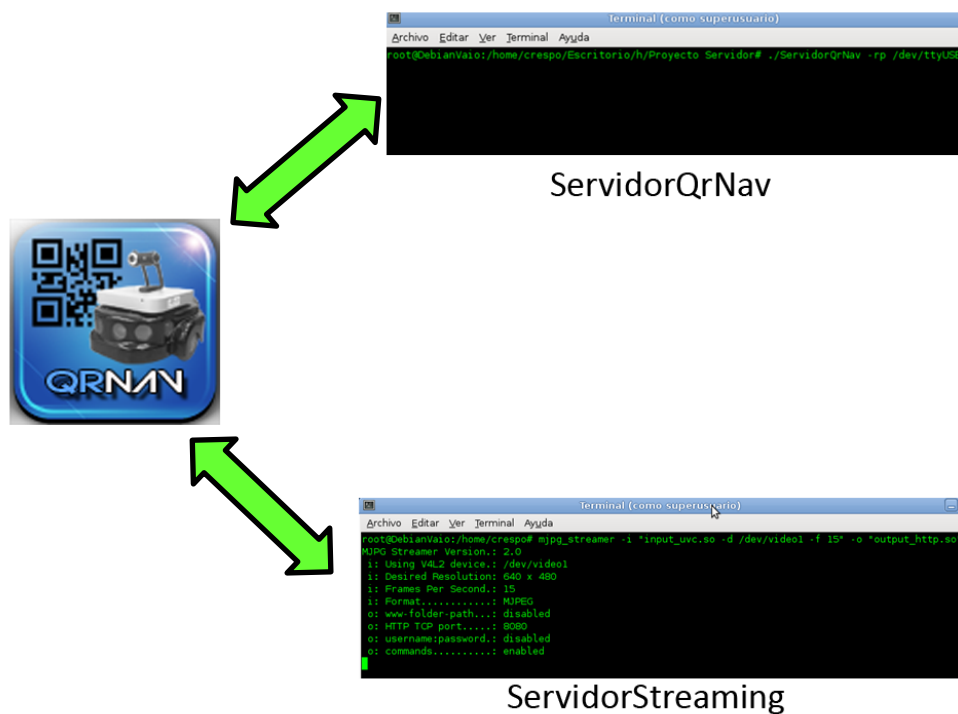 Terminal (como superusuario)
Archivo Editar Ver Terminal Ayuda
root@DebianVaio:/home/crespo/Escritorio/h/Proyecto Servidor# ./ServidorQrNav -rp /dev/ttyUSB
ServidorQrNav
QRNAV
Terminal (como superusuario)
Archivo Editar Ver Terminal Ayuda
root@DebianVaio:/home/crespo# mjpg_streamer -i "input_uvc.so -d /dev/video1 -f 15" -o "output_http.so
MJPG Streamer Version.: 2.0
i: Using V4L2 device.: /dev/video1
i: Desired Resolution: 640 x 480
i: Frames Per Second.: 15
i: Format............: MJPEG
o: www-folder-path...: disabled
o: HTTP TCP port.....: 8080
o: username:password.: disabled
o: commands..........: enabled
ServidorStreaming